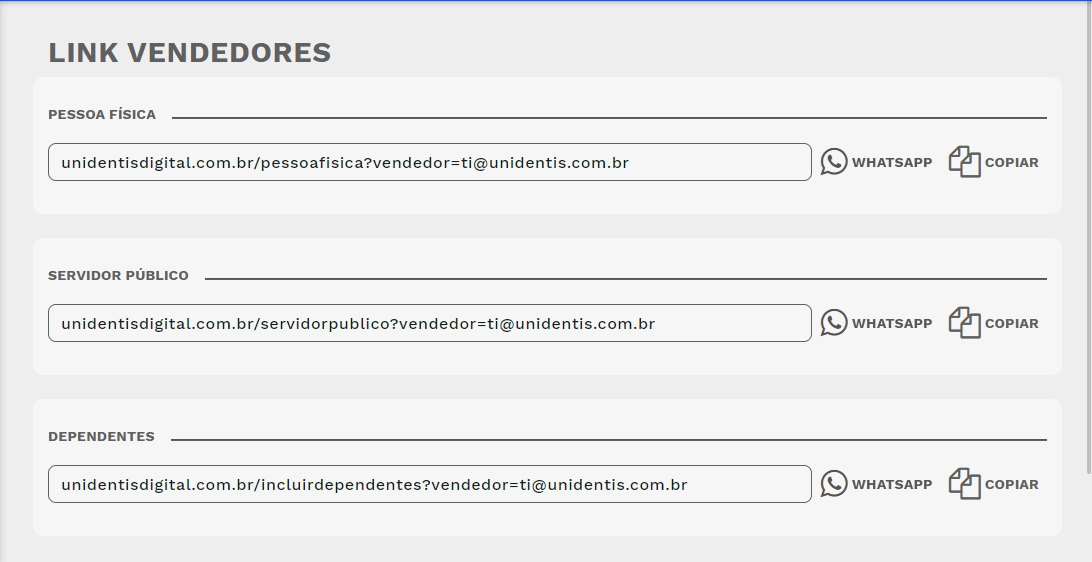 LINK VENDEDORES
PESSOA FÍSICA
unidentisdigital.com.br/pessoafisica?vendedor=ti@unidentis.com.br WHATSAPP COPIAR
SERVIDOR PÚBLICO
unidentisdigital.com.br/servidorpublico?vendedor=ti@unidentis.com.br WHATSAPP COPIAR
DEPENDENTES
unidentisdigital.com.br/incluirdependentes?vendedor=ti@unidentis.com.br WHATSAPP COPIAR